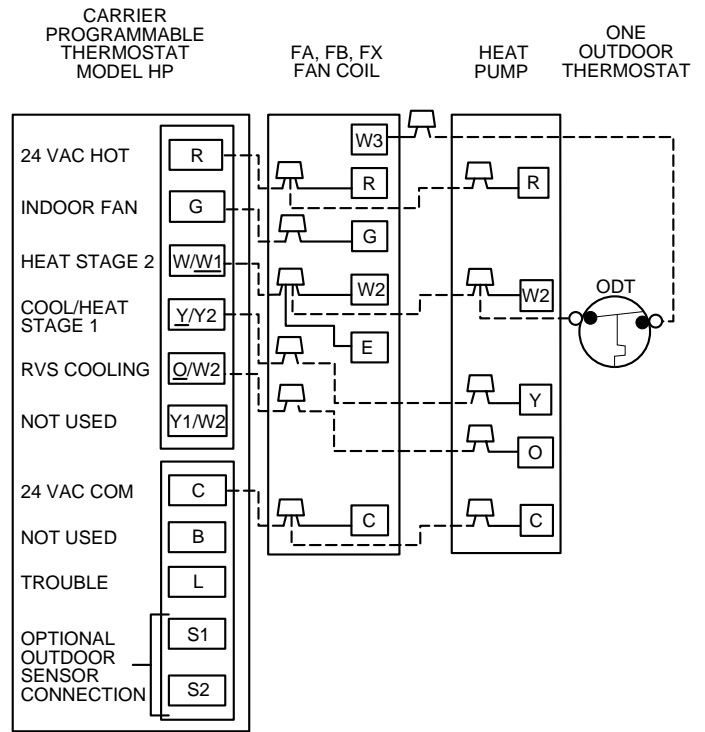 CARRIER
PROGRAMMABLE
THERMOSTAT
MODEL HP
FA, FB, FX
FAN COIL
HEAT
PUMP
ONE
OUTDOOR
THERMOSTAT
24 VAC HOT
R
INDOOR FAN
G
HEAT STAGE 2
W/W1
COOL/HEAT
STAGE 1
Y/Y2
RVS COOLING
O/W2
NOT USED
Y1/W2
24 VAC COM
C
NOT USED
B
TROUBLE
L
OPTIONAL
OUTDOOR
SENSOR
CONNECTION
S1
S2
W3
R
G
W2
E
C
R
W2
Y
O
C
ODT